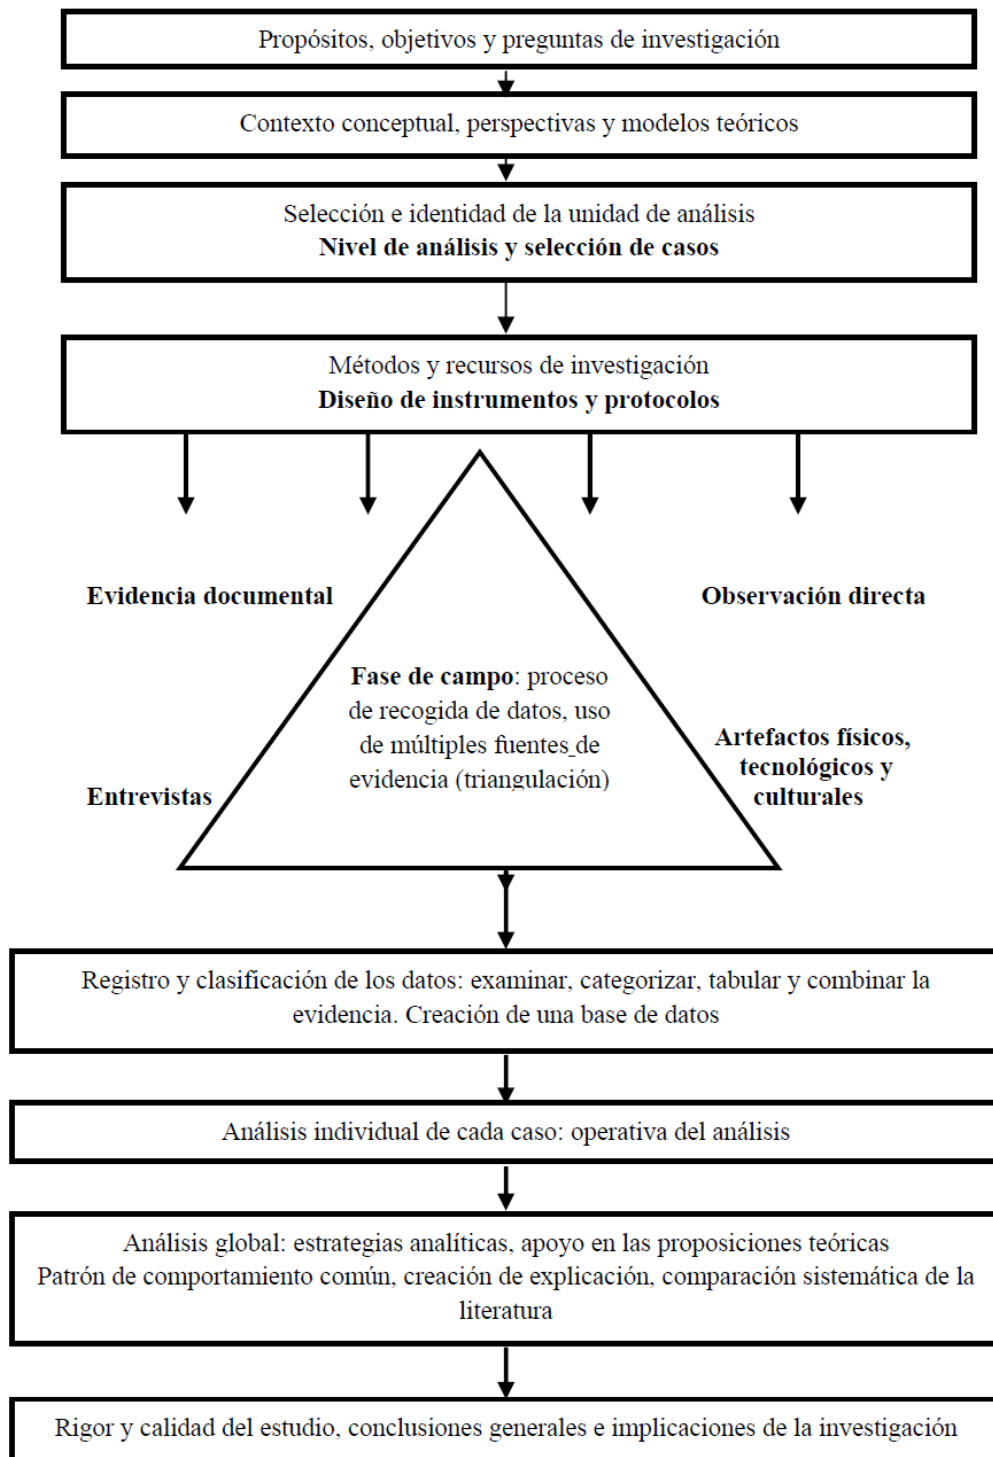 Propósitos, objetivos y preguntas de investigación
Contexto conceptual, perspectivas y modelos teóricos
Selección e identidad de la unidad de análisis
Nivel de análisis y selección de casos
Métodos y recursos de investigación
Diseño de instrumentos y protocolos
Evidencia documental
Observación directa
Fase de campo: proceso
de recogida de datos, uso
de múltiples fuentes de
evidencia (triangulación)
Entrevistas
Artefactos físicos,
tecnológicos y
culturales
Registro y clasificación de los datos: examinar, categorizar, tabular y combinar la
evidencia. Creación de una base de datos
Análisis individual de cada caso: operativa del análisis
Análisis global: estrategias analíticas, apoyo en las proposiciones teóricas
Patrón de comportamiento común, creación de explicación, comparación sistemática de la
literatura
Rigor y calidad del estudio, conclusiones generales e implicaciones de la investigación